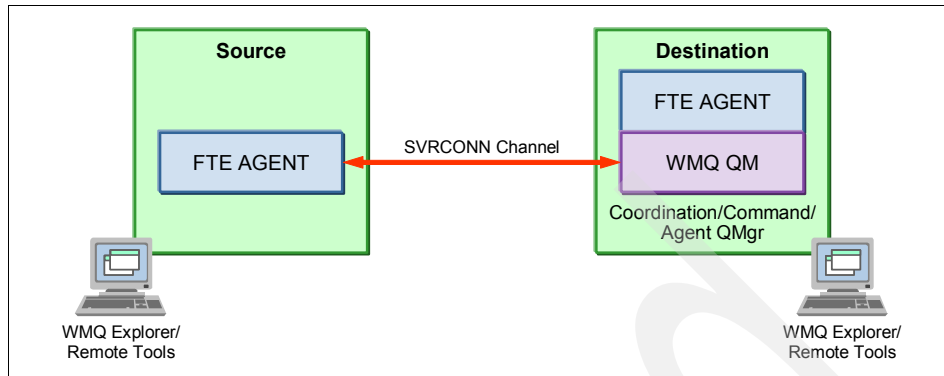 Source
FTE AGENT
WMQ Explorer/
Remote Tools
SVRCONN Channel
Destination
FTE AGENT
WMQ QM
Coordination/Command/
Agent QMgr
WMQ Explorer/
Remote Tools